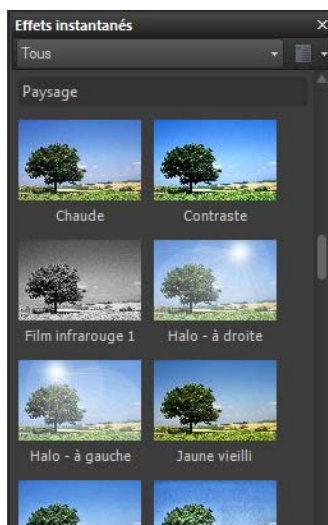 Effets instantanés
Tous
Paysage
Chaude
Contraste
Film infrarouge 1
Halo - à droite
Halo - à gauche
Jaune vieilli